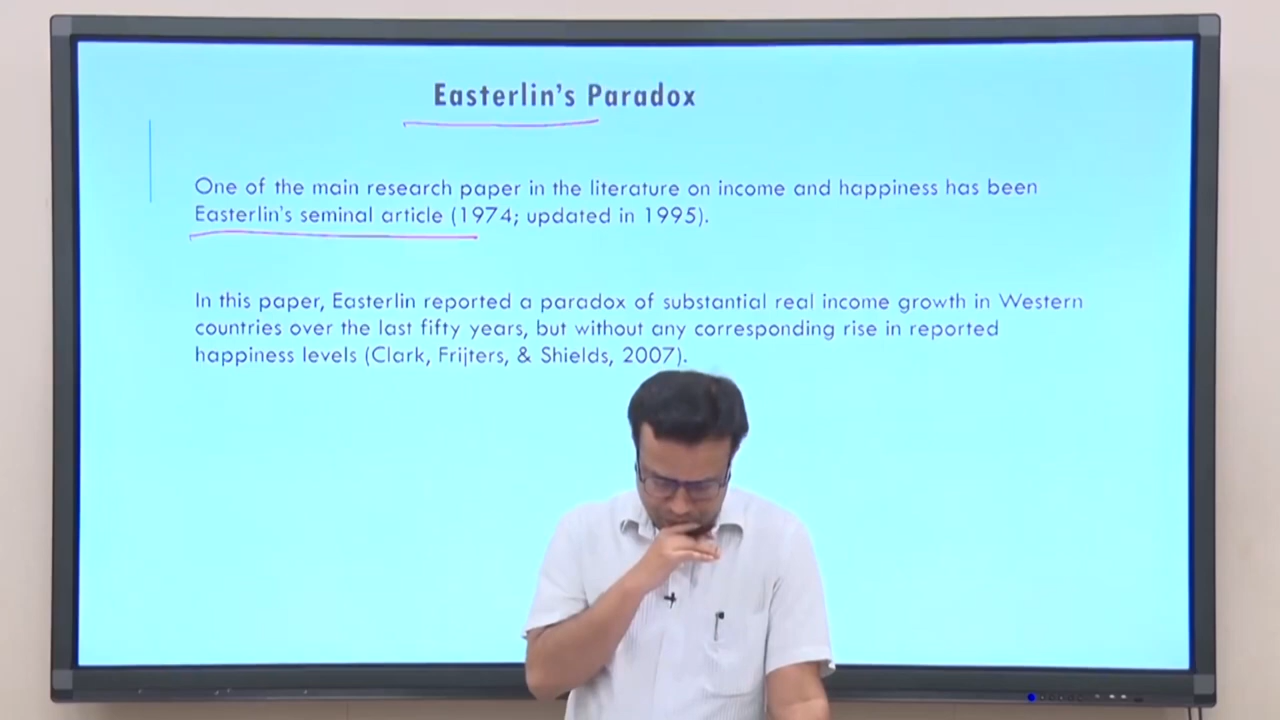 Easterlin's Paradox
One of the main research paper in the literature on income and happiness has been
Easterlin's seminal article (1974; updated in 1995).
In this paper, Easterlin reported a paradox of substantial real income growth in Western
countries over the last fifty years, but without any corresponding rise in reported
happiness levels (Clark, Frijters, & Shields, 2007).